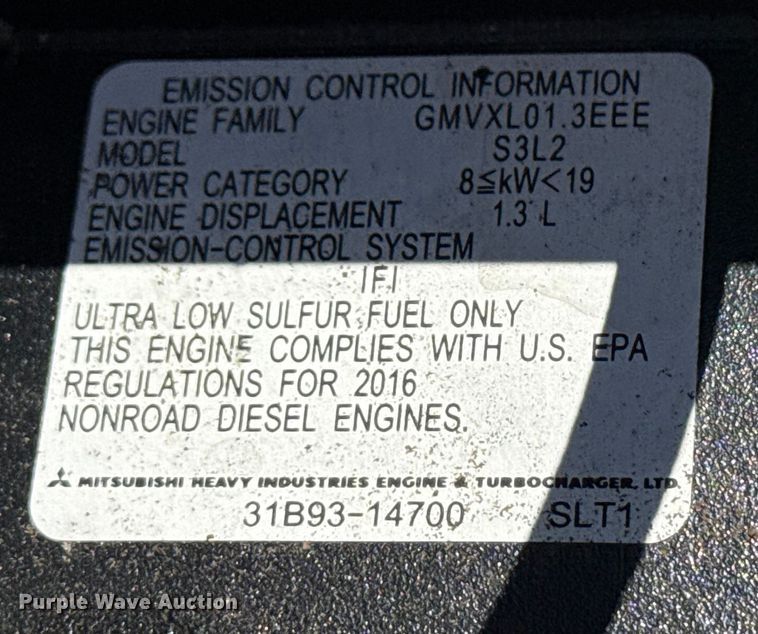 EMISSION CONTROL INFORMATION
ENGINE FAMILY GMVXL01.3EEE
MODEL S3L2
POWER CATEGORY 8≦kW<19
ENGINE DISPLACEMENT 1.3 L
EMISSION-CONTROL SYSTEM
IFI
ULTRA LOW SULFUR FUEL ONLY
THIS ENGINE COMPLIES WITH U.S. EPA
REGULATIONS FOR 2016
NONROAD DIESEL ENGINES.
MITSUBISHI HEAVY INDUSTRIES ENGINE & TURBOCHARGER, LTD.
31B93-14700 SLT1
Purple Wave Auction